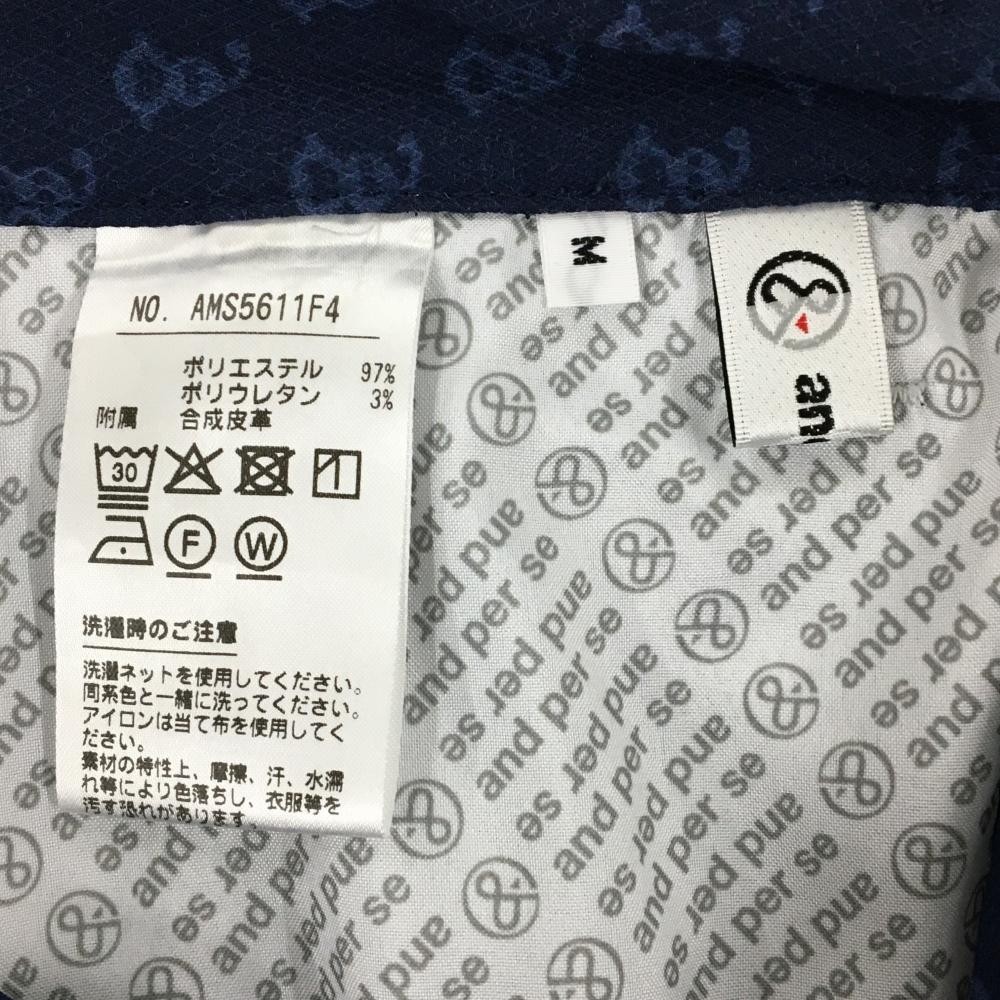 NO. AMS5611F4
ポリエステル 97%
ポリウレタン 3%
附属 合成皮革
30
F W
洗濯時のご注意
洗濯ネットを使用してください。
同系色と一緒に洗ってください。
アイロンは当て布を使用してく
ださい。
素材の特性上、摩擦、汗、水濡
れ等により色落ちし、衣服等を
汚す恐れがあります。
M
and per se
and per se
and per se
and per se
and per se
and per se
and per se
and per se